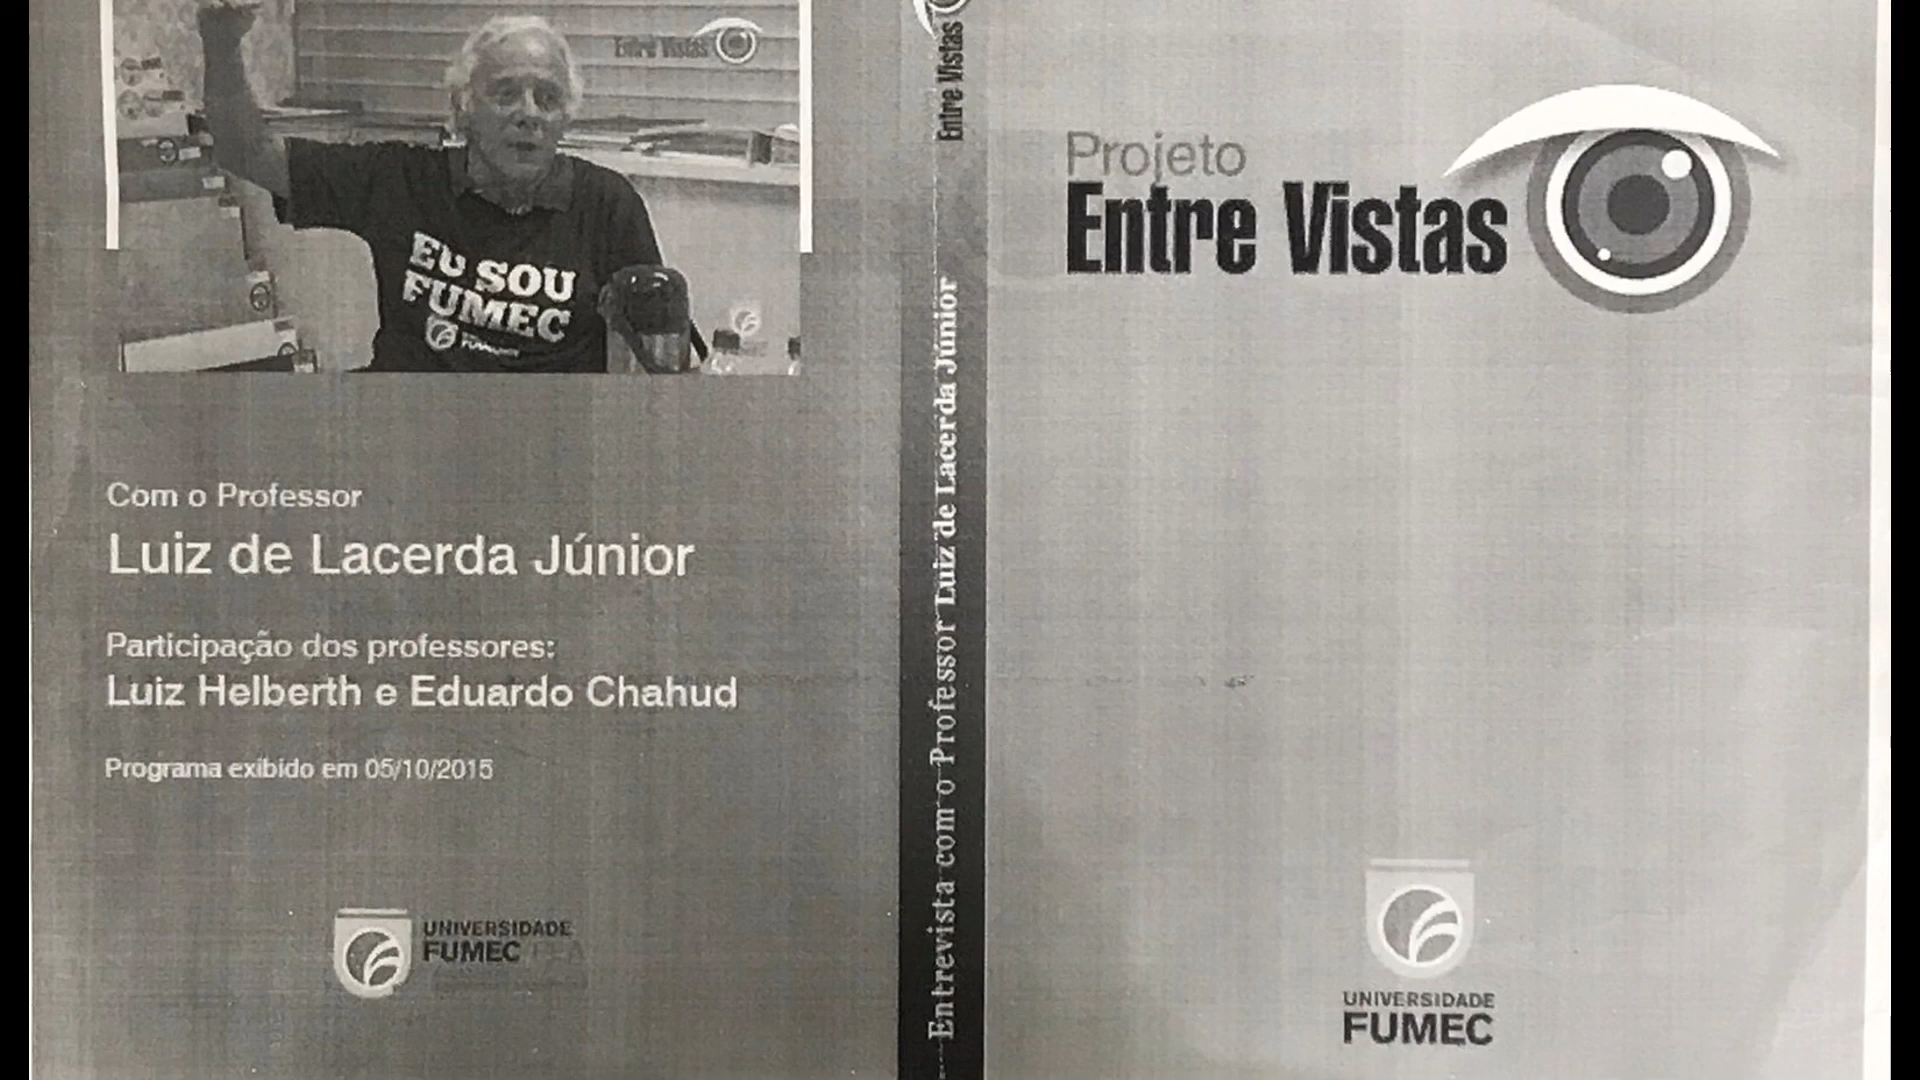 Entre Vistas
EU SOU
FUMEC
Com o Professor
Luiz de Lacerda Júnior
Participação dos professores:
Luiz Helberth e Eduardo Chahud
Programa exibido em 05/10/2015
UNIVERSIDADE
FUMEC FEA
Entrevista com o Professor Luiz de Lacerda Júnior
Entre Vistas
Projeto
Entre Vistas
UNIVERSIDADE
FUMEC